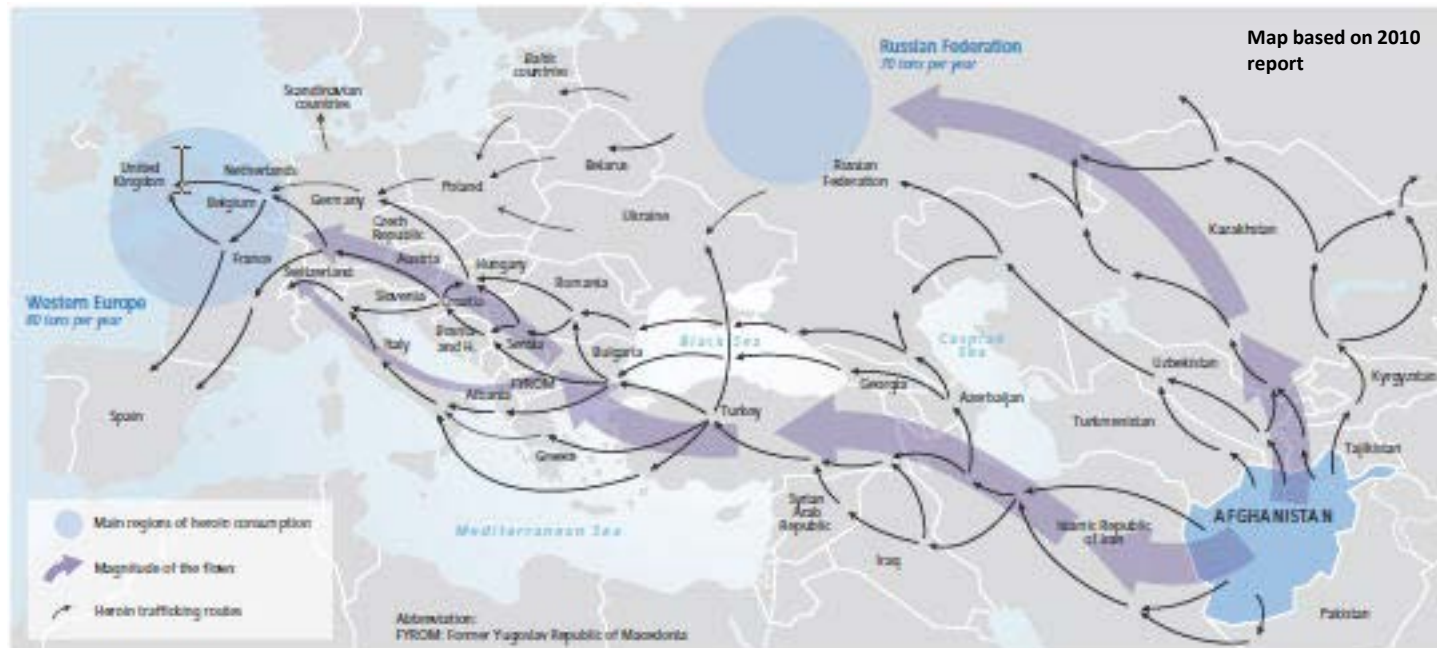 Map based on 2010
report
Russian Federation
70 tons per year
Baltic
countries
Scandinavian
countries
United
Kingdom
Netherlands
Belgium
Germany
Poland
Belarus
Russian
Federation
Czech
Republic
Ukraine
Kazakhstan
France
Switzerland
Austria
Hungary
Romania
Western Europe
80 tons per year
Slovenia
Croatia
Bosnia
and H.
Serbia
Italy
Bulgaria
Black Sea
Caspian
Sea
Georgia
Azerbaijan
Uzbekistan
Kyrgyzstan
Spain
FYROM
Albania
Greece
Turkey
Turkmenistan
Tajikistan
Syrian
Arab
Republic
Iraq
Islamic Republic
of Iran
AFGHANISTAN
Pakistan
Mediterranean Sea
Main regions of heroin consumption
Magnitude of the flows
Heroin trafficking routes
Abbreviation:
FYROM: Former Yugoslav Republic of Macedonia